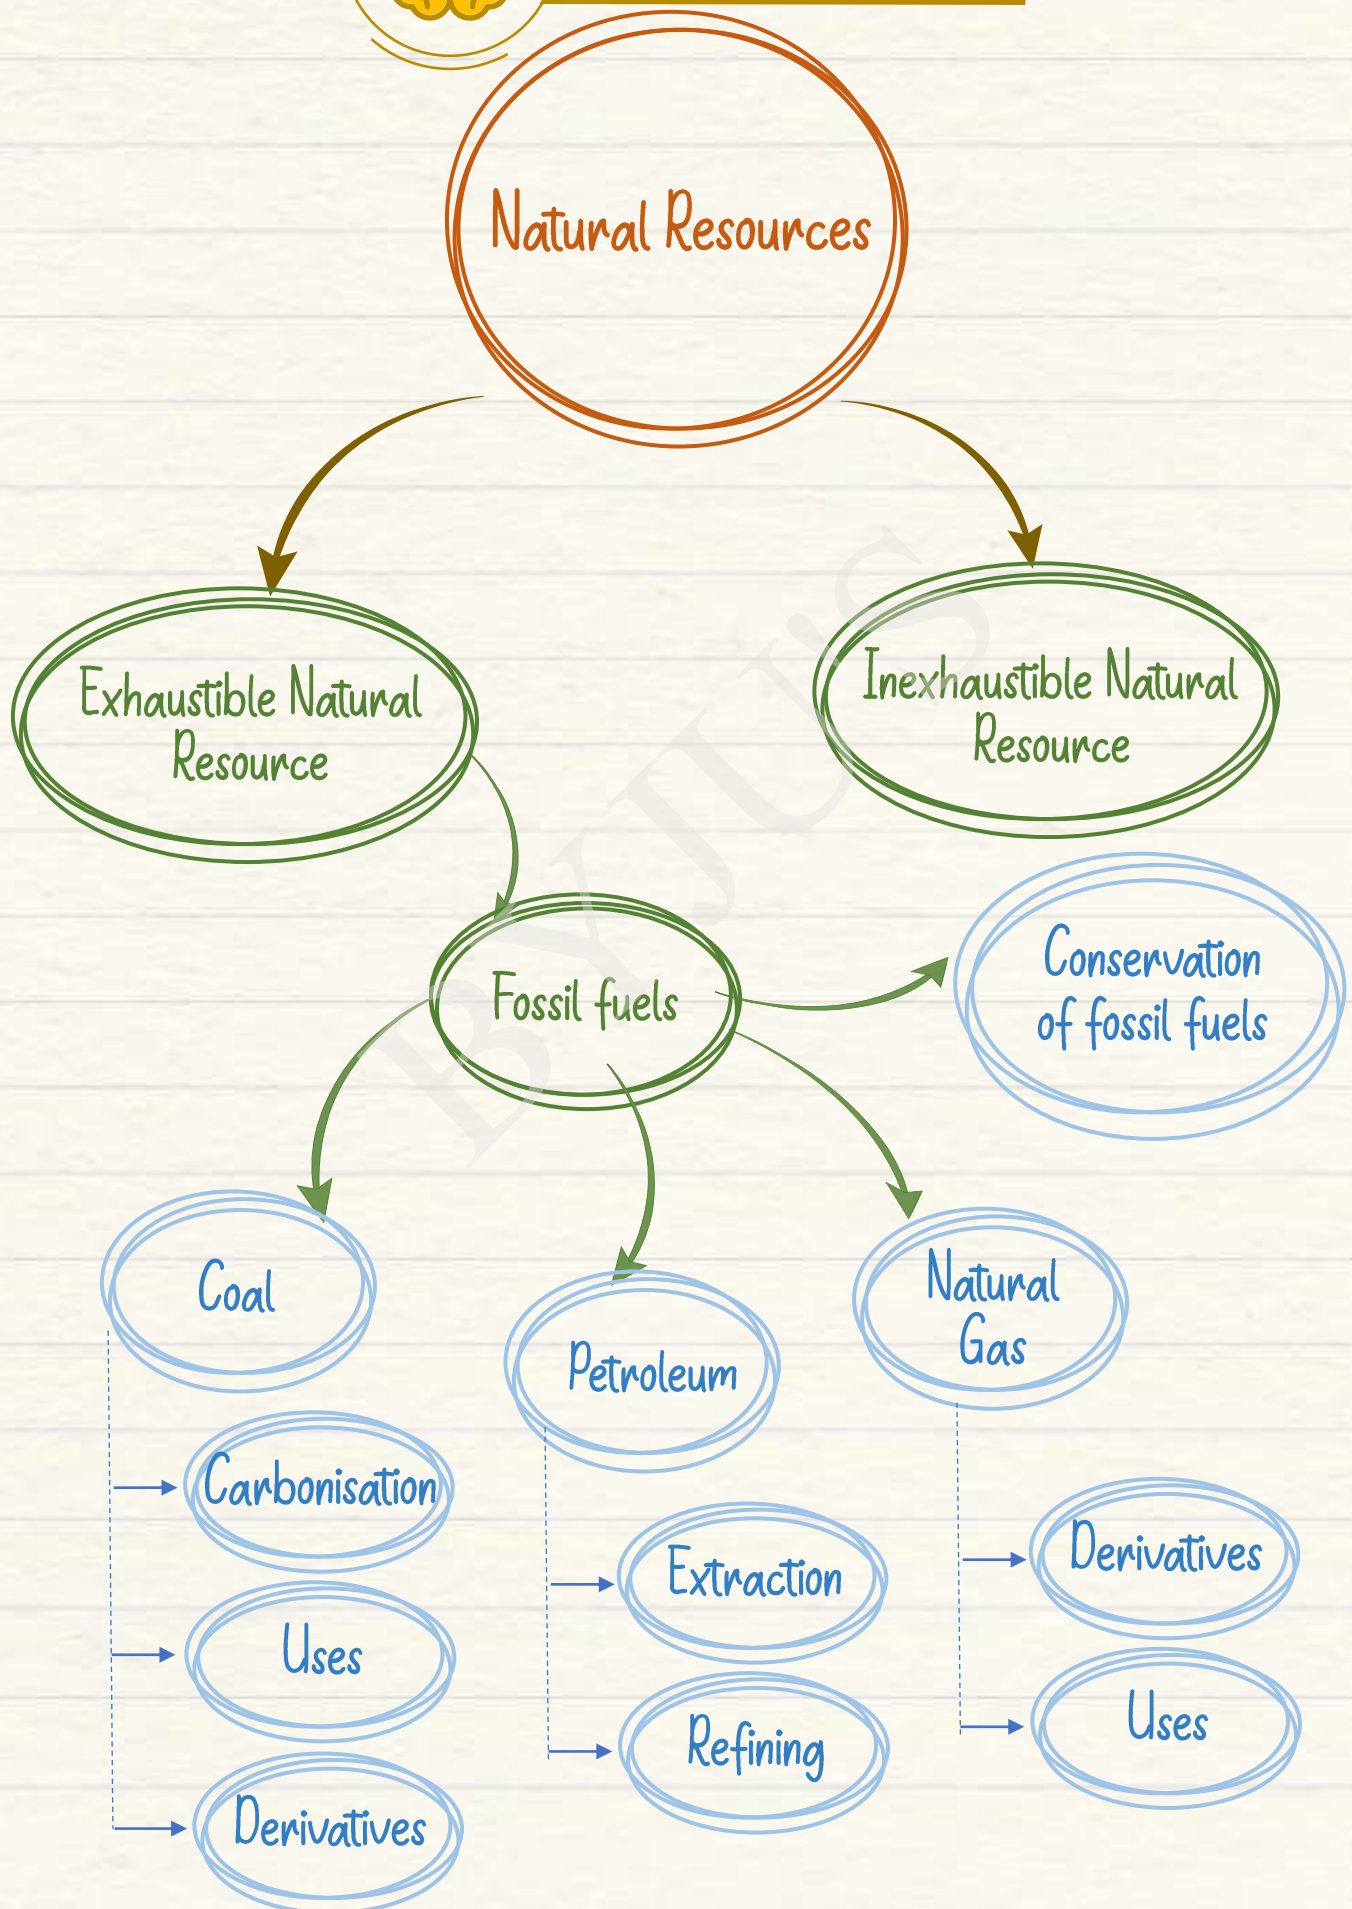 Natural Resources
Exhaustible Natural
Resource
Inexhaustible Natural
Resource
BYJU'S
Fossil fuels
Conservation
of fossil fuels
Coal
Petroleum
Natural
Gas
Carbonisation
Uses
Derivatives
Extraction
Refining
Derivatives
Uses